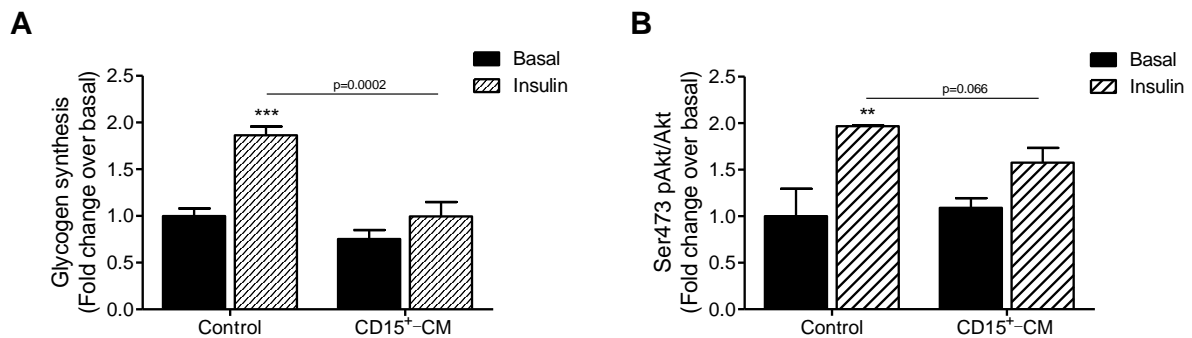 A
Basal
Insulin
Glycogen synthesis
(Fold change over basal)
2.5
2.0
1.5
1.0
0.5
0.0
p=0.0002
***
Control
CD15⁺-CM
B
Basal
Insulin
Ser473 pAkt/Akt
(Fold change over basal)
2.5
2.0
1.5
1.0
0.5
0.0
p=0.066
**
Control
CD15⁺-CM